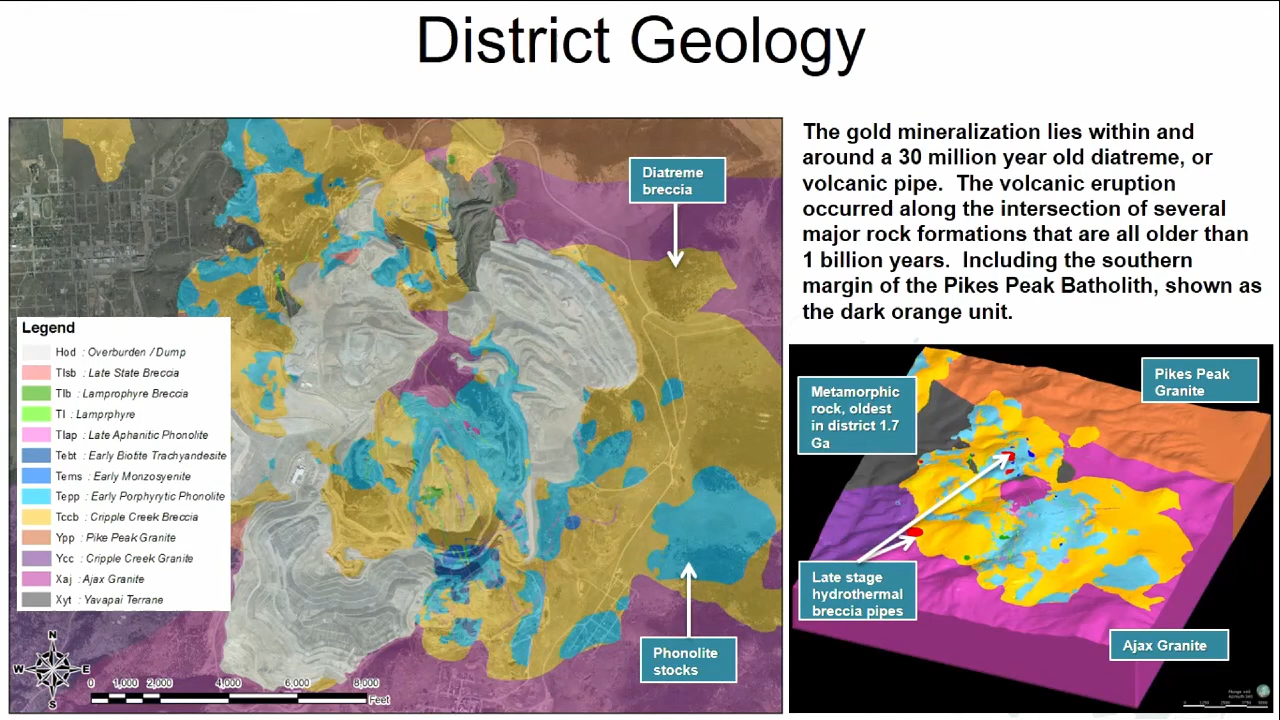 District Geology
Diatreme
breccia
Legend
Hod : Overburden / Dump
Tlsb : Late State Breccia
Tlb : Lamprophyre Breccia
Tl : Lamprphyre
Tlap : Late Aphanitic Phonolite
Tebt : Early Biotite Trachyandesite
Tems : Early Monzosyenite
Tepp : Early Porphyrytic Phonolite
Tccb : Cripple Creek Breccia
Ypp : Pike Peak Granite
Ycc : Cripple Creek Granite
Xaj : Ajax Granite
Xyt : Yavapai Terrane
N
W E
S
0 1,000 2,000 4,000 6,000 8,000
Feet
Phonolite
stocks
The gold mineralization lies within and
around a 30 million year old diatreme, or
volcanic pipe. The volcanic eruption
occurred along the intersection of several
major rock formations that are all older than
1 billion years. Including the southern
margin of the Pikes Peak Batholith, shown as
the dark orange unit.
Metamorphic
rock, oldest
in district 1.7
Ga
Pikes Peak
Granite
Late stage
hydrothermal
breccia pipes
Ajax Granite